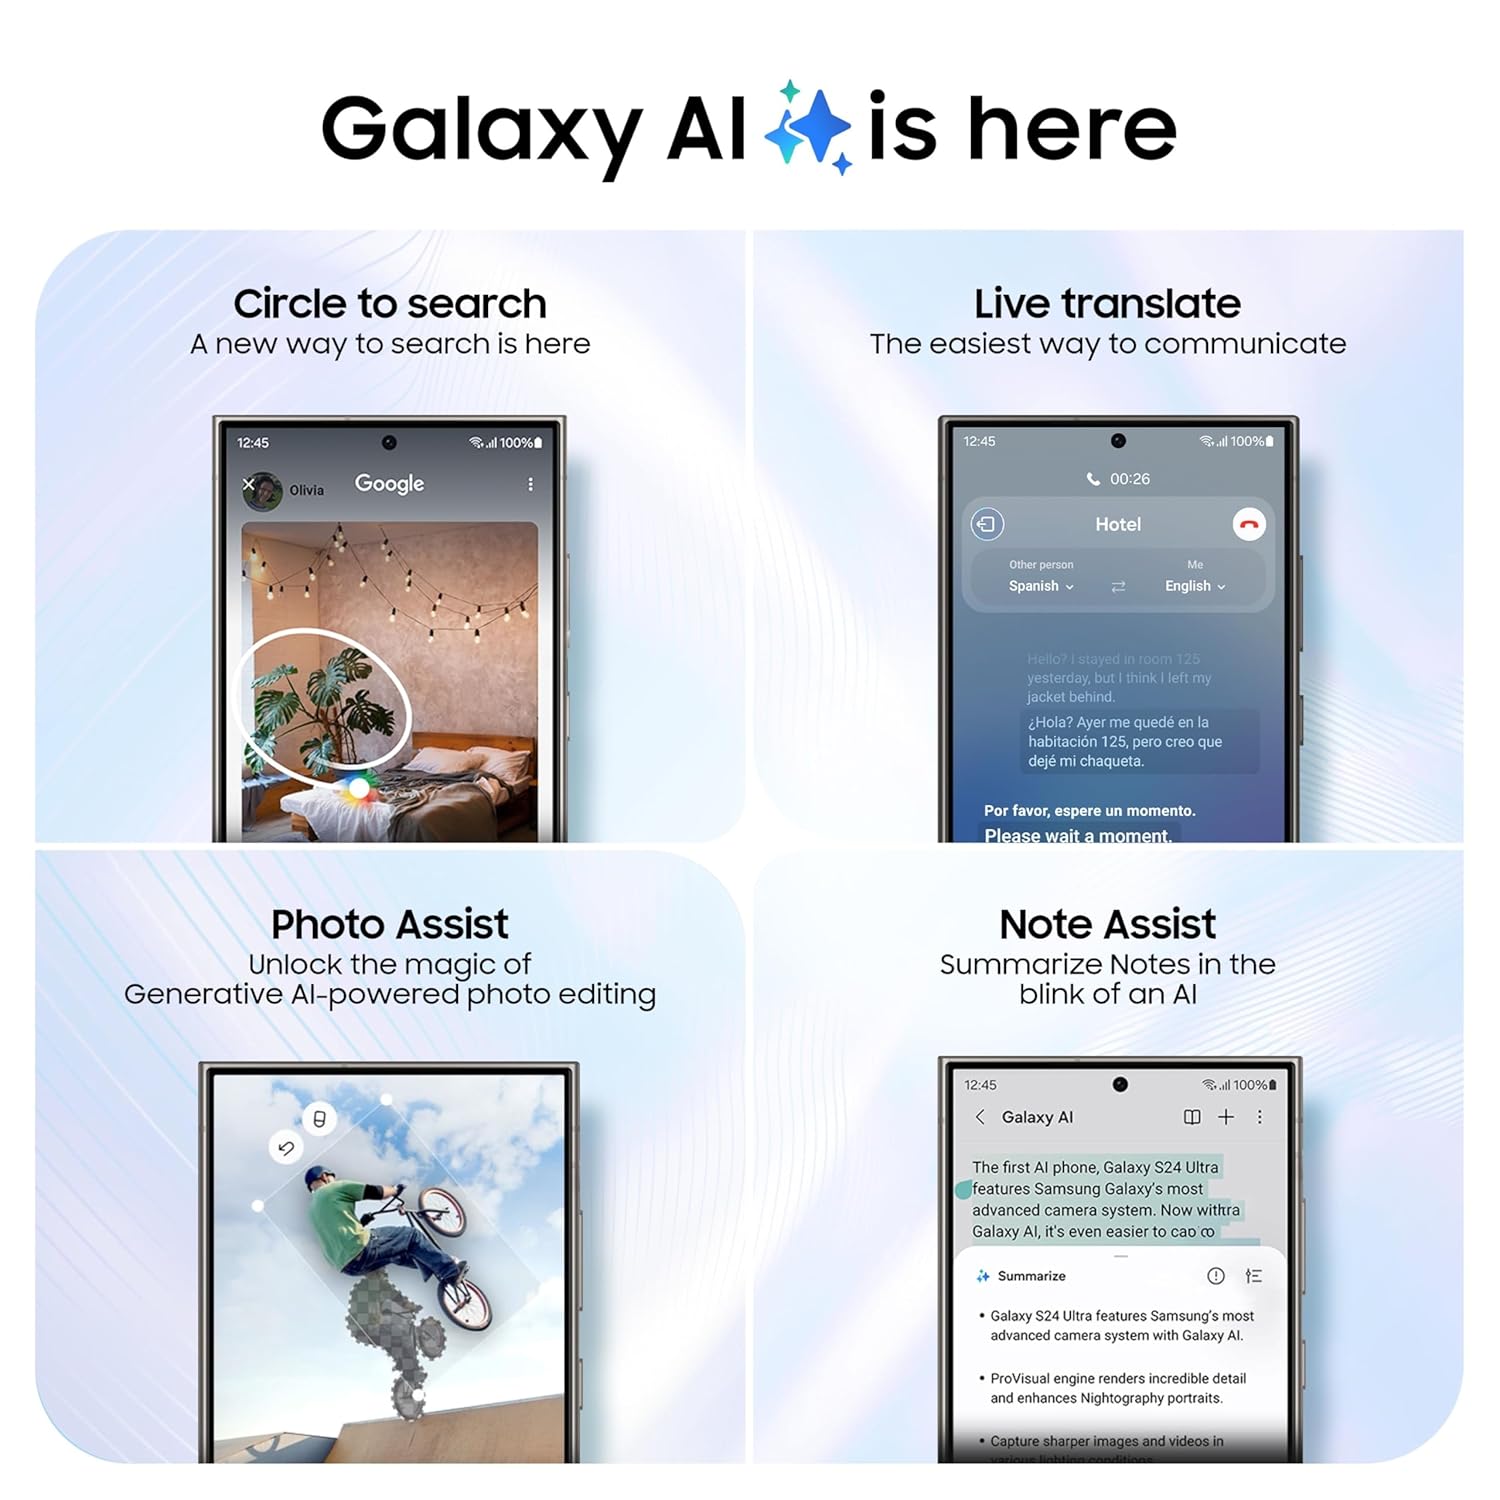 Galaxy AI is here
Circle to search
A new way to search is here
12:45
100%
Olivia
Google
Live translate
The easiest way to communicate
12:45
100%
00:26
Hotel
Other person
Me
Spanish
English
Hello? I stayed in room 125
yesterday, but I think I left my
jacket behind.
¿Hola? Ayer me quedé en la
habitación 125, pero creo que
dejé mi chaqueta.
Por favor, espere un momento.
Please wait a moment.
Photo Assist
Unlock the magic of
Generative AI-powered photo editing
Note Assist
Summarize Notes in the
blink of an AI
12:45
100%
Galaxy AI
The first AI phone, Galaxy S24 Ultra
features Samsung Galaxy's most
advanced camera system. Now
Galaxy AI, it's even easier to
Summarize
• Galaxy S24 Ultra features Samsung's most
advanced camera system with Galaxy AI.
• ProVisual engine renders incredible detail
and enhances Nightography portraits.
• Capture sharper images and videos in
various lighting conditions.